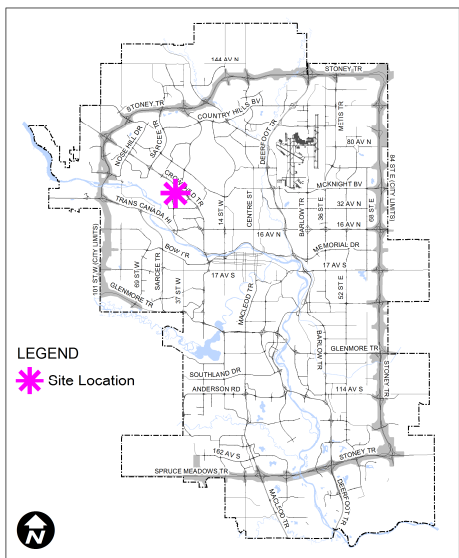 144 AV N
STONEY TR
STONEY TR
COUNTRY HILLS BV
METIS TR
DEERFOOT TR
NOSE HILL DR
SARCEE TR
80 AV N
84 ST E (CITY LIMITS)
MCKNIGHT BV
14 ST W
CENTRE ST
BARLOW TR
36 ST E
32 AV N
68 ST E
TRANS CANADA HI
16 AV N
16 AV N
101 ST W (CITY LIMITS)
BOW TR
MEMORIAL DR
17 AV S
69 ST W
SARCEE TR
37 ST W
17 AV S
52 ST E
GLENMORE TR
MACLEOD TR
BARLOW TR
GLENMORE TR
LEGEND
Site Location
SOUTHLAND DR
STONEY TR
ANDERSON RD
114 AV S
162 AV S
STONEY TR
SPRUCE MEADOWS TR
MACLEOD TR
DEERFOOT TR
N